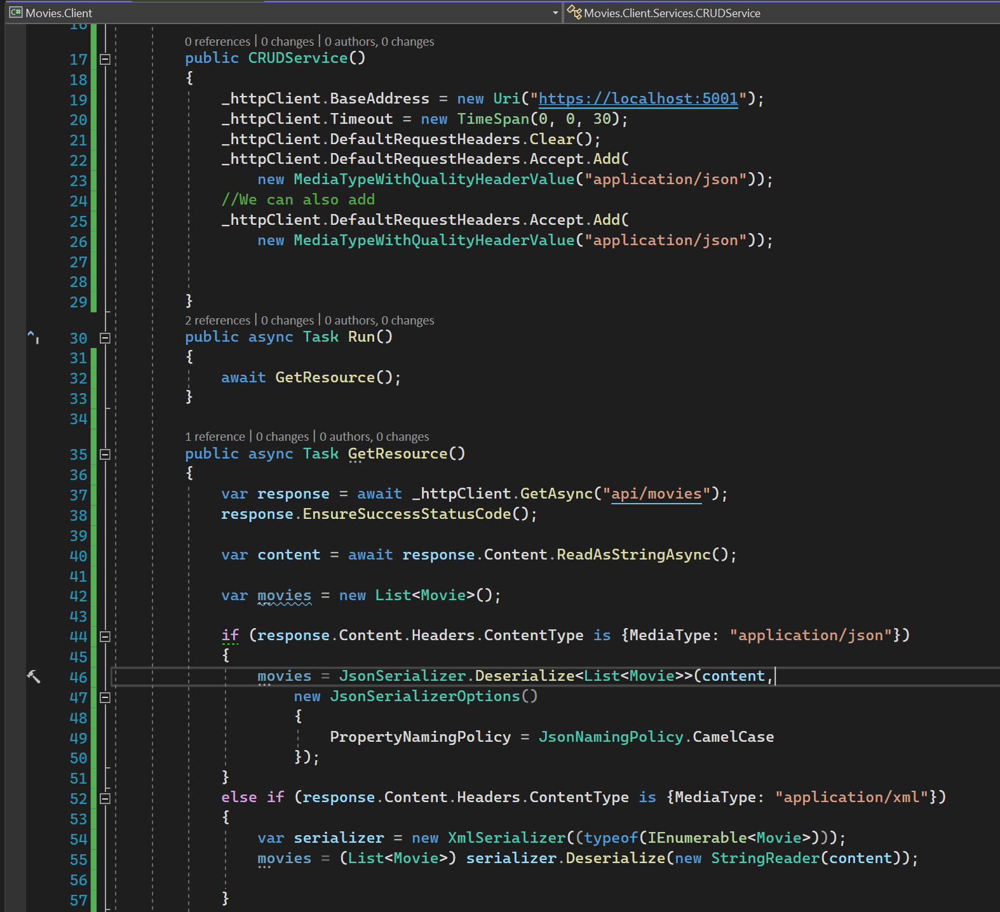 C# Movies.Client Movies.Client.Services.CRUDService
16
0 references | 0 changes | 0 authors, 0 changes
17 public CRUDService()
18 {
19 _httpClient.BaseAddress = new Uri("https://localhost:5001");
20 _httpClient.Timeout = new TimeSpan(0, 0, 30);
21 _httpClient.DefaultRequestHeaders.Clear();
22 _httpClient.DefaultRequestHeaders.Accept.Add(
23 new MediaTypeWithQualityHeaderValue("application/json"));
24 //We can also add
25 _httpClient.DefaultRequestHeaders.Accept.Add(
26 new MediaTypeWithQualityHeaderValue("application/json"));
27
28
29 }
2 references | 0 changes | 0 authors, 0 changes
30 public async Task Run()
31 {
32 await GetResource();
33 }
34
1 reference | 0 changes | 0 authors, 0 changes
35 public async Task GetResource()
36 {
37 var response = await _httpClient.GetAsync("api/movies");
38 response.EnsureSuccessStatusCode();
39
40 var content = await response.Content.ReadAsStringAsync();
41
42 var movies = new List<Movie>();
43
44 if (response.Content.Headers.ContentType is {MediaType: "application/json"})
45 {
46 movies = JsonSerializer.Deserialize<List<Movie>>(content,
47 new JsonSerializerOptions()
48 {
49 PropertyNamingPolicy = JsonNamingPolicy.CamelCase
50 });
51 }
52 else if (response.Content.Headers.ContentType is {MediaType: "application/xml"})
53 {
54 var serializer = new XmlSerializer((typeof(IEnumerable<Movie>)));
55 movies = (List<Movie>) serializer.Deserialize(new StringReader(content));
56
57 }